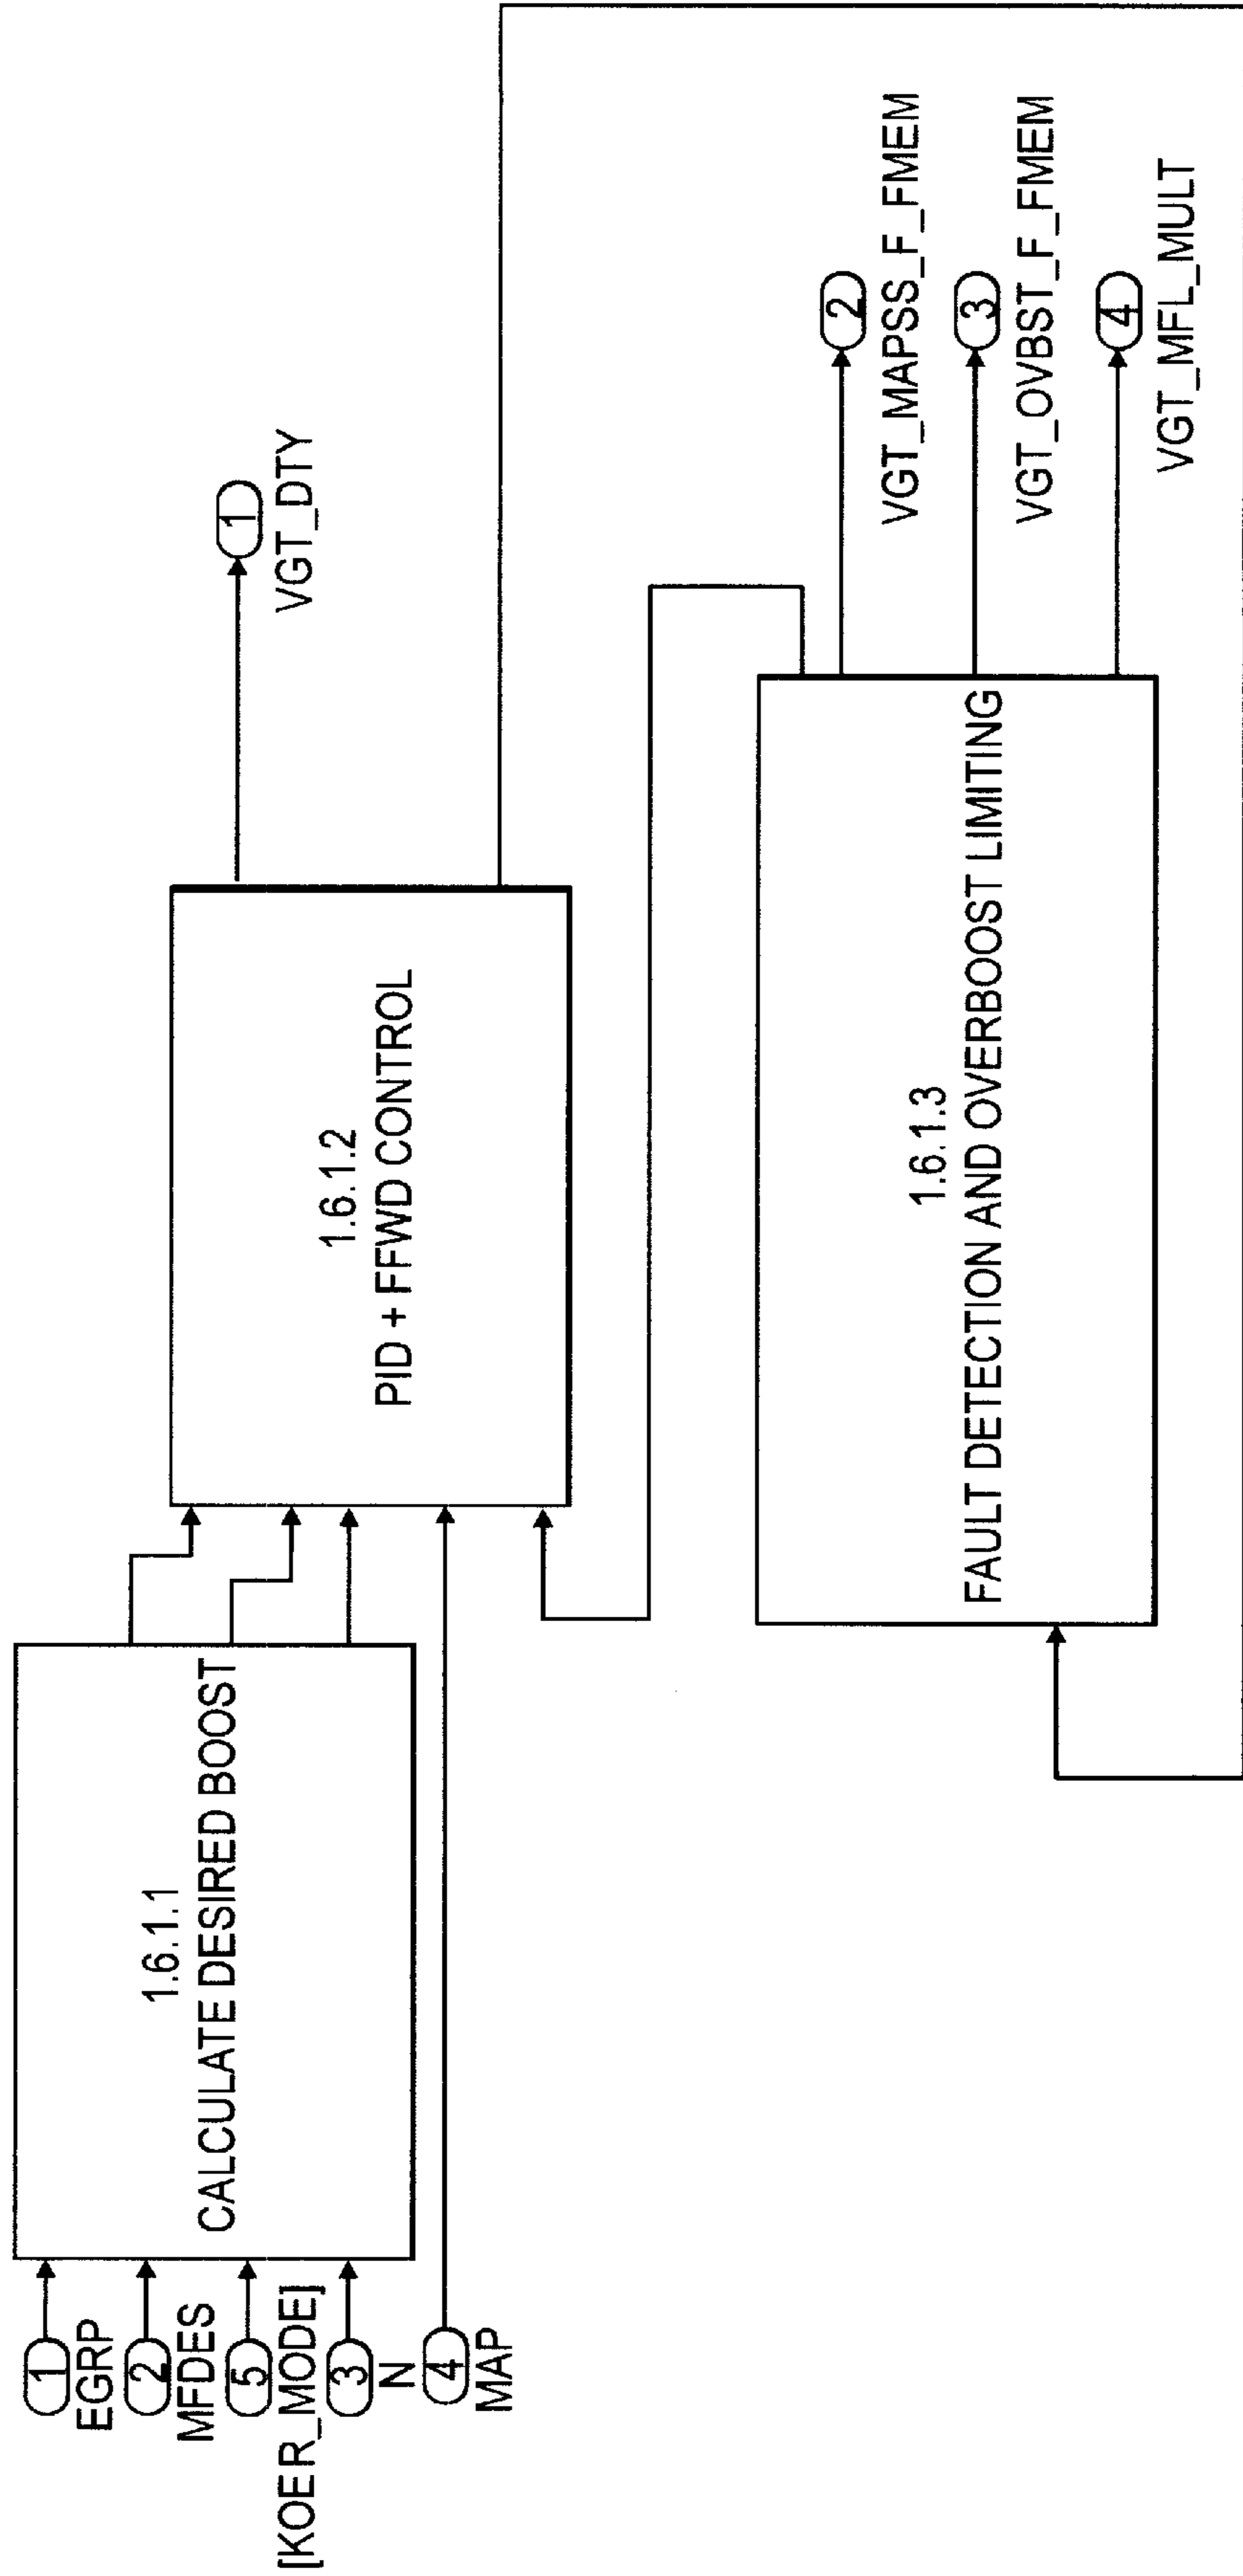 1
EGRP
2
MFDES
5
[KOER_MODE]
3
N
4
MAP
1.6.1.1
CALCULATE DESIRED BOOST
1.6.1.2
PID + FFWD CONTROL
1
VGT_DTY
1.6.1.3
FAULT DETECTION AND OVERBOOST LIMITING
2
VGT_MAPSS_F_FMEM
3
VGT_OVBST_F_FMEM
4
VGT_MFL_MULT